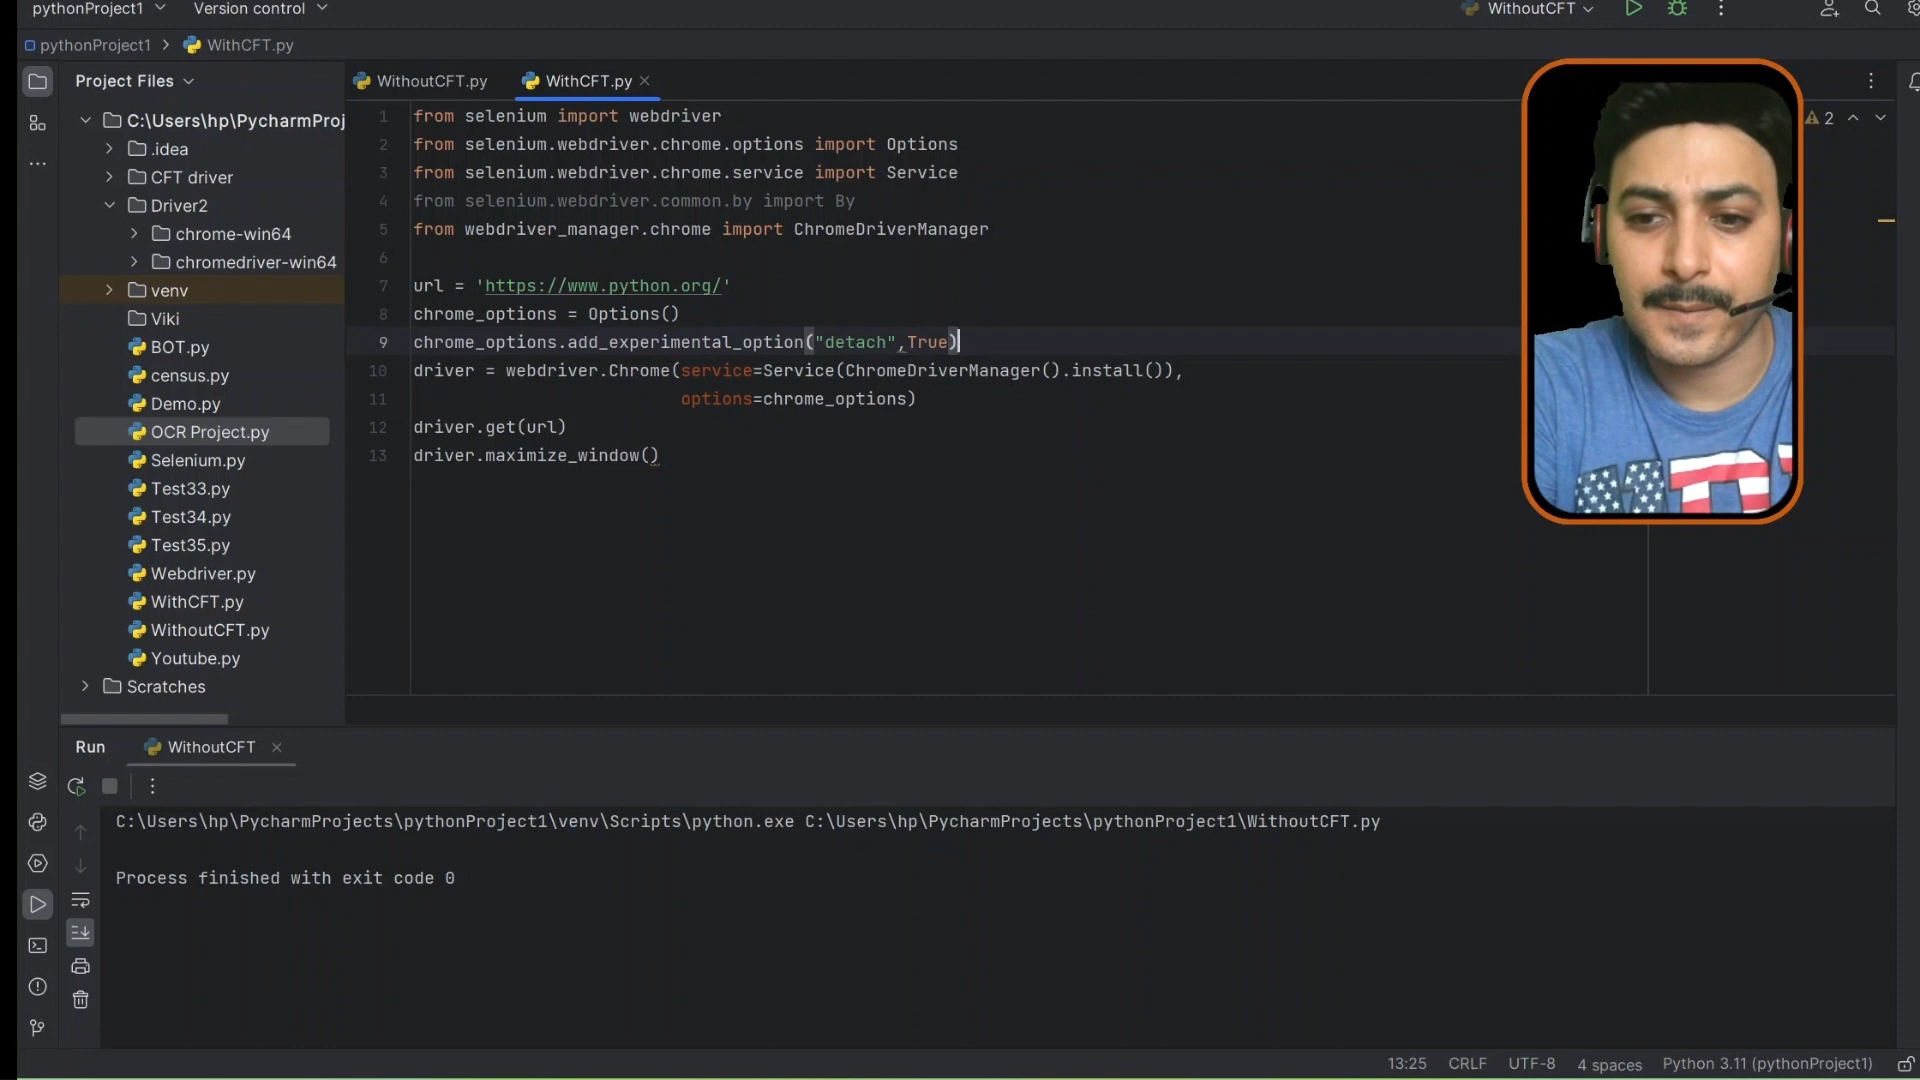 pythonProject1
Version control
WithoutCFT
pythonProject1
WithCFT.py
Project Files
WithoutCFT.py
WithCFT.py
C:\Users\hp\PycharmProj
.idea
CFT driver
Driver2
chrome-win64
chromedriver-win64
venv
Viki
BOT.py
census.py
Demo.py
OCR Project.py
Selenium.py
Test33.py
Test34.py
Test35.py
Webdriver.py
WithCFT.py
WithoutCFT.py
Youtube.py
Scratches
2
1 from selenium import webdriver
2 from selenium.webdriver.chrome.options import Options
3 from selenium.webdriver.chrome.service import Service
4 from selenium.webdriver.common.by import By
5 from webdriver_manager.chrome import ChromeDriverManager
6
7 url = 'https://www.python.org/'
8 chrome_options = Options()
9 chrome_options.add_experimental_option("detach",True)
10 driver = webdriver.Chrome(service=Service(ChromeDriverManager().install()),
11 options=chrome_options)
12 driver.get(url)
13 driver.maximize_window()
Run
WithoutCFT
C:\Users\hp\PycharmProjects\pythonProject1\venv\Scripts\python.exe C:\Users\hp\PycharmProjects\pythonProject1\WithoutCFT.py
Process finished with exit code 0
13:25 CRLF UTF-8 4 spaces Python 3.11 (pythonProject1)